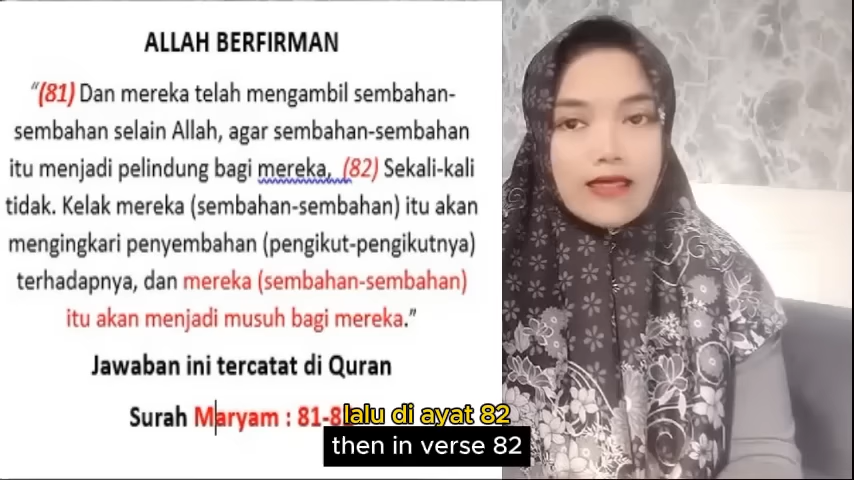 ALLAH BERFIRMAN
“(81) Dan mereka telah mengambil sembahan-
sembahan selain Allah, agar sembahan-sembahan
itu menjadi pelindung bagi mereka, (82) Sekali-kali
tidak. Kelak mereka (sembahan-sembahan) itu akan
mengingkari penyembahan (pengikut-pengikutnya)
terhadapnya, dan mereka (sembahan-sembahan)
itu akan menjadi musuh bagi mereka.”
Jawaban ini tercatat di Quran
Surah Maryam : 81-8
lalu di ayat 82
then in verse 82